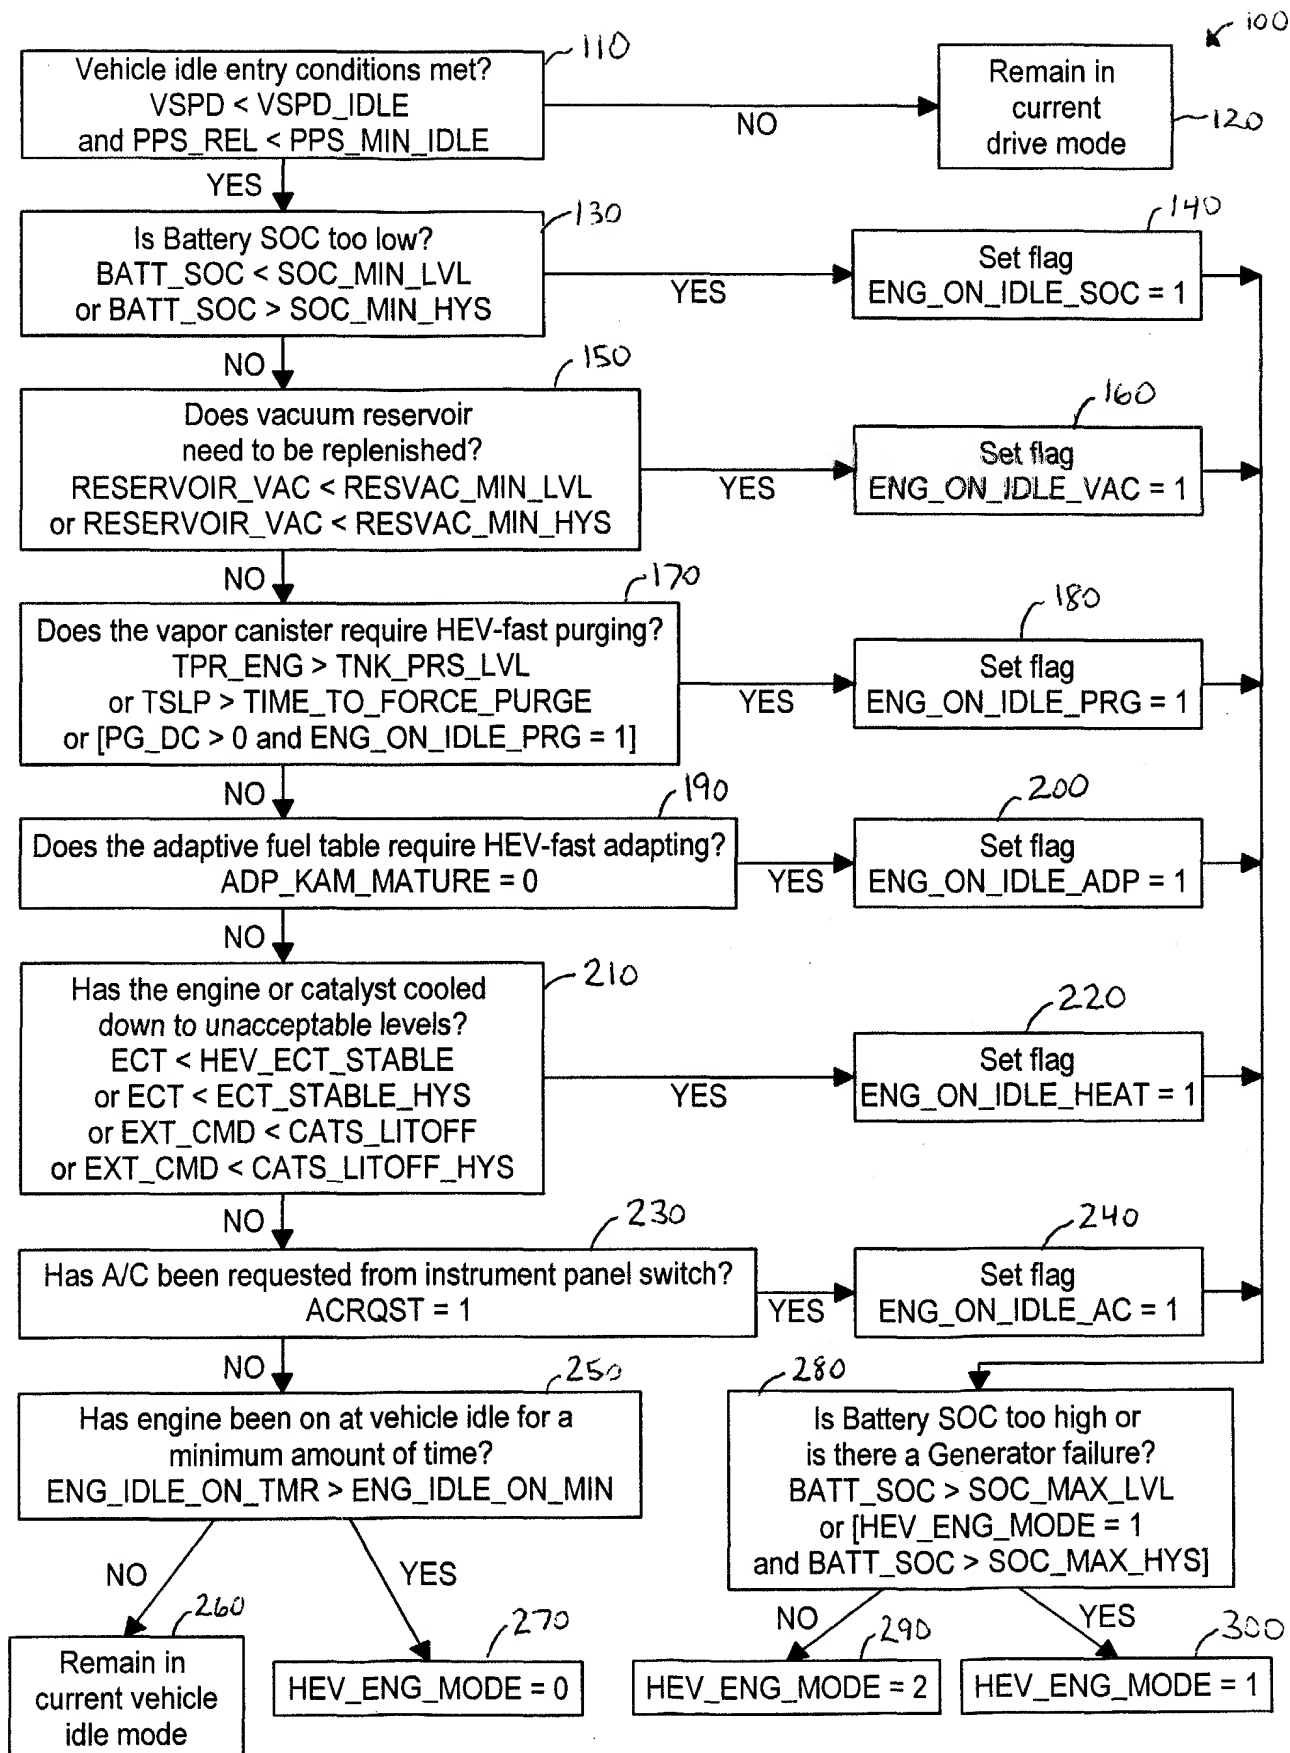 100
110
Vehicle idle entry conditions met?
VSPD < VSPD_IDLE
and PPS_REL < PPS_MIN_IDLE
NO
Remain in
current
drive mode
120
YES
130
Is Battery SOC too low?
BATT_SOC < SOC_MIN_LVL
or BATT_SOC > SOC_MIN_HYS
YES
140
Set flag
ENG_ON_IDLE_SOC = 1
NO
150
Does vacuum reservoir
need to be replenished?
RESERVOIR_VAC < RESVAC_MIN_LVL
or RESERVOIR_VAC < RESVAC_MIN_HYS
YES
160
Set flag
ENG_ON_IDLE_VAC = 1
NO
170
Does the vapor canister require HEV-fast purging?
TPR_ENG > TNK_PRS_LVL
or TSLP > TIME_TO_FORCE_PURGE
or [PG_DC > 0 and ENG_ON_IDLE_PRG = 1]
YES
180
Set flag
ENG_ON_IDLE_PRG = 1
NO
190
Does the adaptive fuel table require HEV-fast adapting?
ADP_KAM_MATURE = 0
YES
200
Set flag
ENG_ON_IDLE_ADP = 1
NO
210
Has the engine or catalyst cooled
down to unacceptable levels?
ECT < HEV_ECT_STABLE
or ECT < ECT_STABLE_HYS
or EXT_CMD < CATS_LITOFF
or EXT_CMD < CATS_LITOFF_HYS
YES
220
Set flag
ENG_ON_IDLE_HEAT = 1
NO
230
Has A/C been requested from instrument panel switch?
ACRQST = 1
YES
240
Set flag
ENG_ON_IDLE_AC = 1
NO
250
Has engine been on at vehicle idle for a
minimum amount of time?
ENG_IDLE_ON_TMR > ENG_IDLE_ON_MIN
NO
YES
260
Remain in
current vehicle
idle mode
270
HEV_ENG_MODE = 0
280
Is Battery SOC too high or
is there a Generator failure?
BATT_SOC > SOC_MAX_LVL
or [HEV_ENG_MODE = 1
and BATT_SOC > SOC_MAX_HYS]
NO
YES
290
HEV_ENG_MODE = 2
300
HEV_ENG_MODE = 1